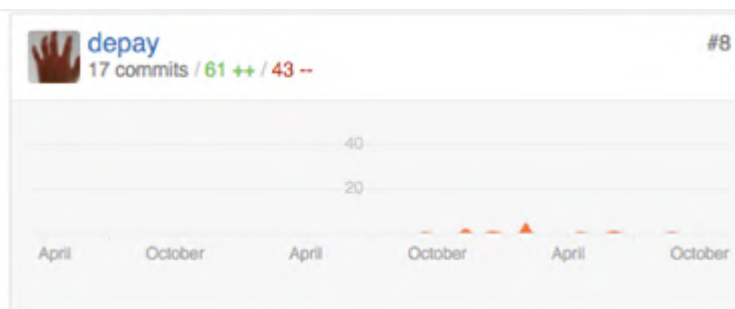 depay #8
17 commits / 61 ++ / 43 --
40
20
April October April October April October